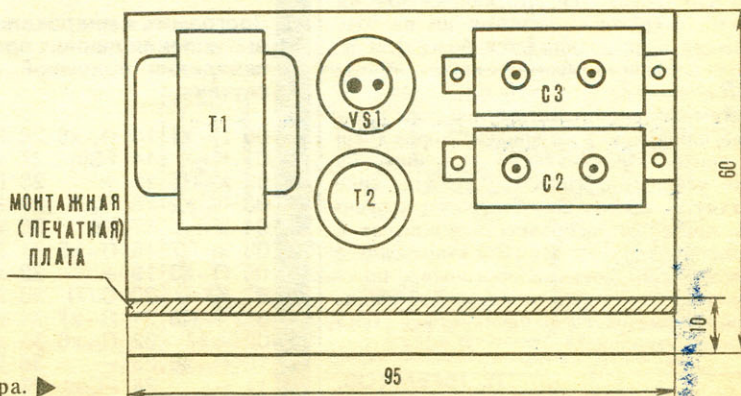 T1
VS1
T2
C3
C2
60
МОНТАЖНАЯ
(ПЕЧАТНАЯ)
ПЛАТА
10
95
ра. ▶